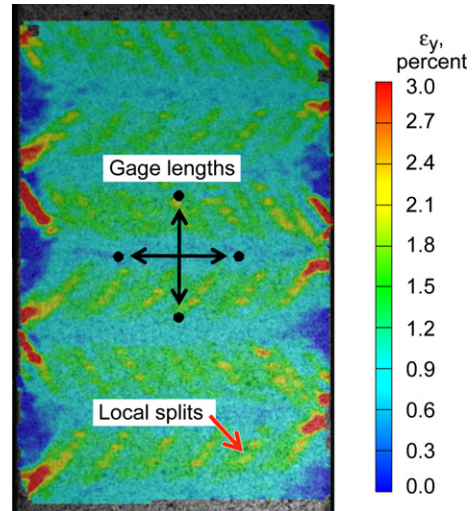 εy,
percent
3.0
2.7
2.4
2.1
1.8
1.5
1.2
0.9
0.6
0.3
0.0
Gage lengths
Local splits